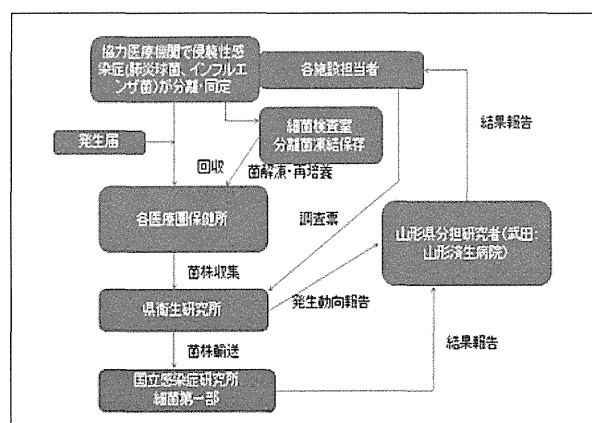 協力医療機関で侵襲性感
染症(肺炎球菌、インフルエ
ンザ菌)が分離・同定
各施設担当者
発生届
細菌検査室
分離菌凍結保存
結果報告
回収
菌解凍・再培養
各医療圏保健所
調査票
山形県分担研究者(武田:
山形済生病院)
菌株収集
県衛生研究所
発生動向報告
菌株輸送
結果報告
国立感染症研究所
細菌第一部